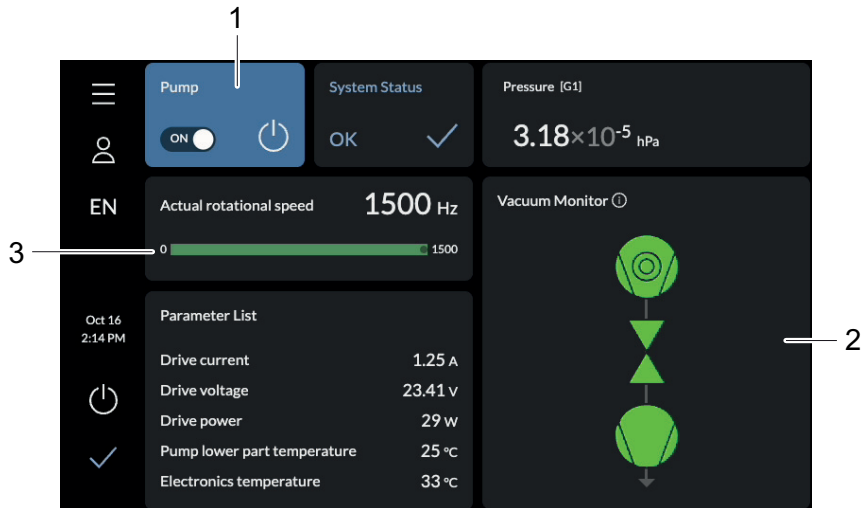 1
Pump
System Status
Pressure [G1]
ON
OK
3.18×10-5 hPa
EN
Actual rotational speed
1500 Hz
Vacuum Monitor ⓘ
3
0
1500
Oct 16
2:14 PM
Parameter List
2
Drive current 1.25 A
Drive voltage 23.41 V
Drive power 29 W
Pump lower part temperature 25 °C
Electronics temperature 33 °C